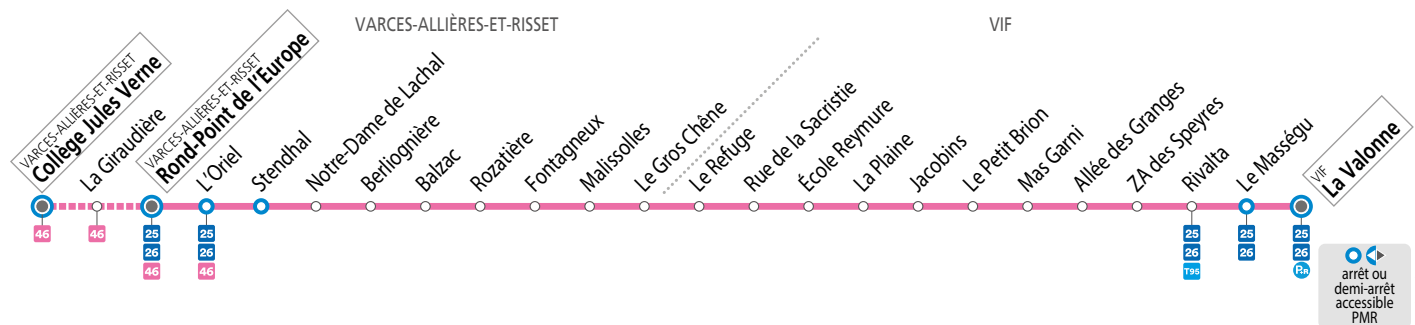 VARCES-ALLIÈRES-ET-RISSET
VIF
VARCES-ALLIÈRES-ET-RISSET
Collège Jules Verne
La Giraudière
VARCES-ALLIÈRES-ET-RISSET
Rond-Point de l'Europe
L'Oriel
Stendhal
Notre-Dame de Lachal
Berliognière
Balzac
Rozatière
Fontagneux
Malissolles
Le Gros Chêne
Le Refuge
Rue de la Sacristie
École Reymure
La Plaine
Jacobins
Le Petit Brion
Mas Garni
Allée des Granges
ZA des Speyres
Rivalta
Le Masségu
VIF
La Valonne
46
46
25
26
46
25
26
46
25
26
T95
25
26
25
26
P+R
arrêt ou
demi-arrêt
accessible
PMR